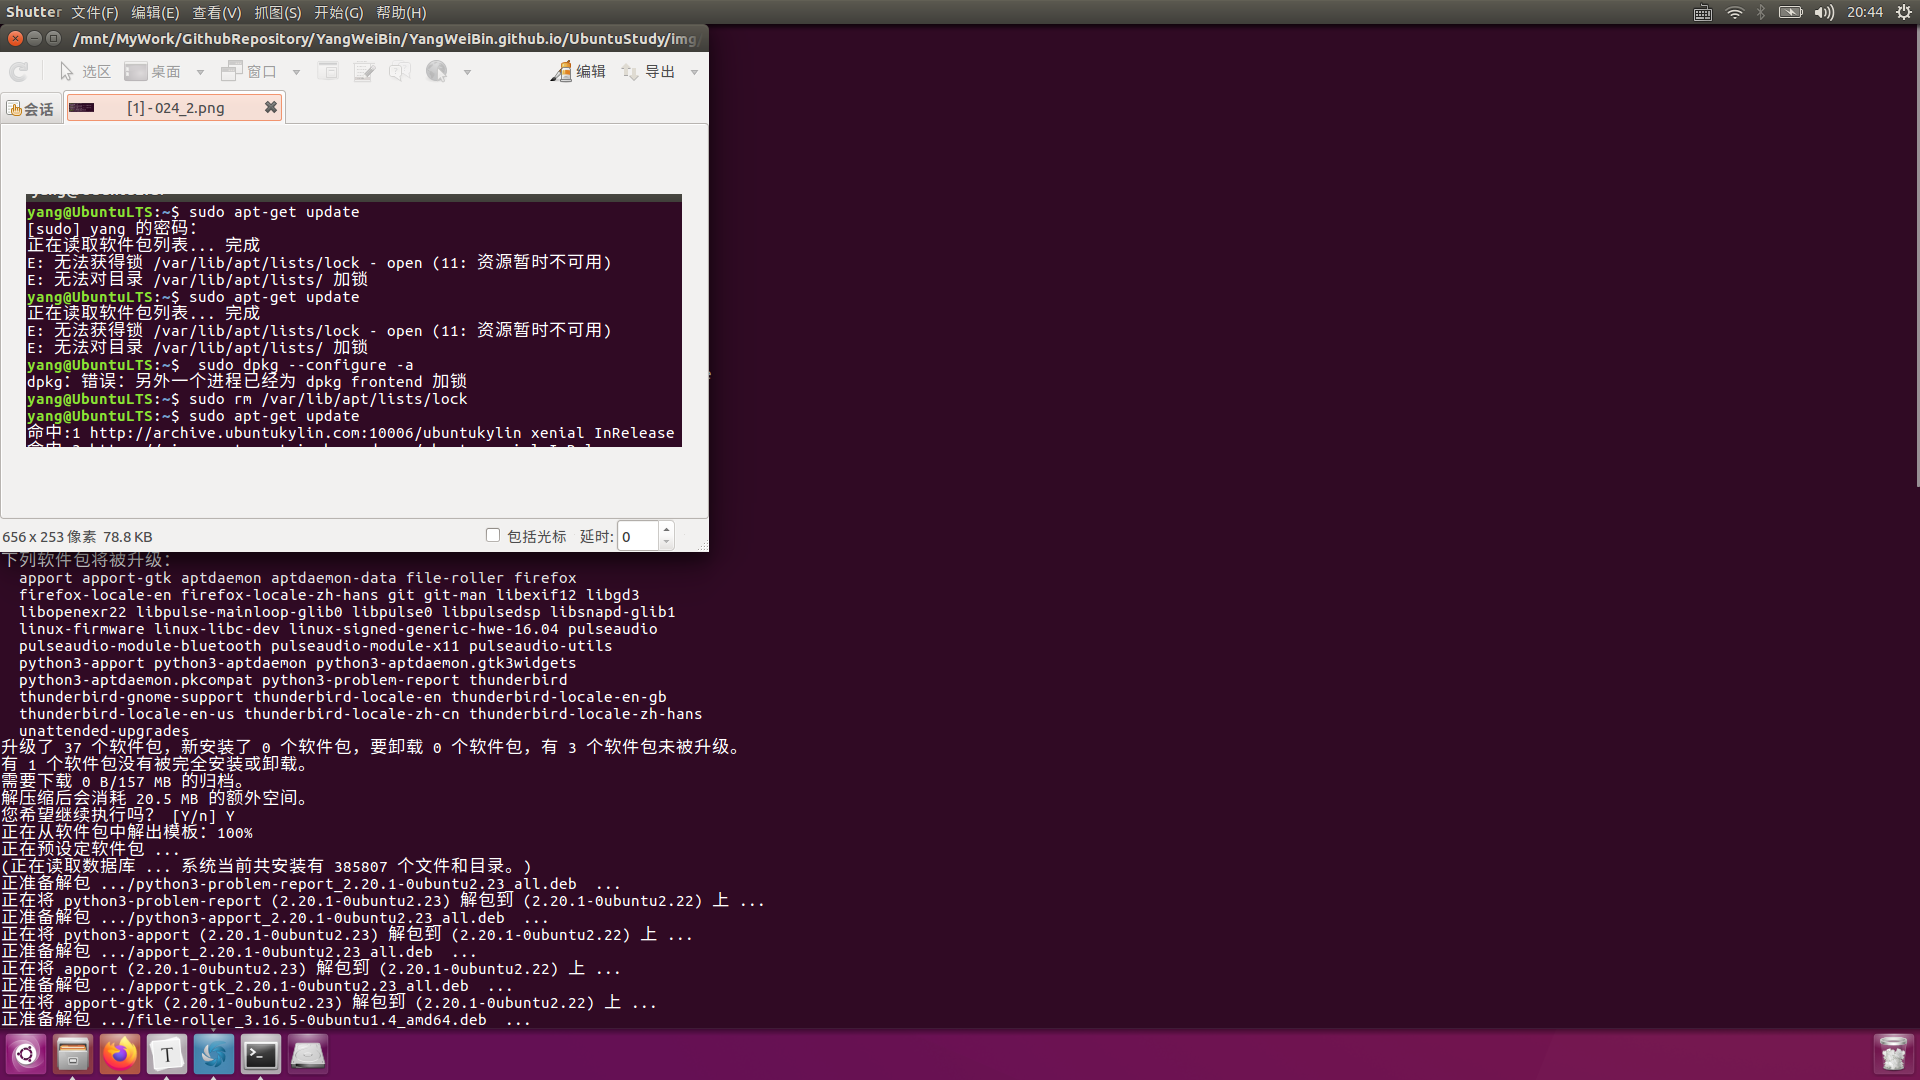 Shutter 文件(F) 编辑(E) 查看(V) 抓图(S) 开始(G) 帮助(H) 20:44
/mnt/MyWork/GithubRepository/YangWeiBin/YangWeiBin.github.io/UbuntuStudy/img
选区 桌面 窗口 编辑 导出
会话 [1] - 024_2.png
yang@UbuntuLTS:~$ sudo apt-get update
[sudo] yang 的密码：
正在读取软件包列表... 完成
E: 无法获得锁 /var/lib/apt/lists/lock - open (11: 资源暂时不可用)
E: 无法对目录 /var/lib/apt/lists/ 加锁
yang@UbuntuLTS:~$ sudo apt-get update
正在读取软件包列表... 完成
E: 无法获得锁 /var/lib/apt/lists/lock - open (11: 资源暂时不可用)
E: 无法对目录 /var/lib/apt/lists/ 加锁
yang@UbuntuLTS:~$  sudo dpkg --configure -a
dpkg: 错误: 另外一个进程已经为 dpkg frontend 加锁
yang@UbuntuLTS:~$ sudo rm /var/lib/apt/lists/lock
yang@UbuntuLTS:~$ sudo apt-get update
命中:1 http://archive.ubuntukylin.com:10006/ubuntukylin xenial InRelease
656 x 253 像素 78.8 KB 包括光标 延时: 0
下列软件包将被升级：
apport apport-gtk aptdaemon aptdaemon-data file-roller firefox
firefox-locale-en firefox-locale-zh-hans git git-man libexif12 libgd3
libopenexr22 libpulse-mainloop-glib0 libpulse0 libpulsedsp libsnapd-glib1
linux-firmware linux-libc-dev linux-signed-generic-hwe-16.04 pulseaudio
pulseaudio-module-bluetooth pulseaudio-module-x11 pulseaudio-utils
python3-apport python3-aptdaemon python3-aptdaemon.gtk3widgets
python3-aptdaemon.pkcompat python3-problem-report thunderbird
thunderbird-gnome-support thunderbird-locale-en thunderbird-locale-en-gb
thunderbird-locale-en-us thunderbird-locale-zh-cn thunderbird-locale-zh-hans
unattended-upgrades
升级了 37 个软件包，新安装了 0 个软件包，要卸载 0 个软件包，有 3 个软件包未被升级。
有 1 个软件包没有被完全安装或卸载。
需要下载 0 B/157 MB 的归档。
解压缩后会消耗 20.5 MB 的额外空间。
您希望继续执行吗？ [Y/n] Y
正在从软件包中解出模板：100%
正在预设定软件包 ...
(正在读取数据库 ... 系统当前共安装有 385807 个文件和目录。)
正准备解包 .../python3-problem-report_2.20.1-0ubuntu2.23_all.deb  ...
正在将 python3-problem-report (2.20.1-0ubuntu2.23) 解包到 (2.20.1-0ubuntu2.22) 上 ...
正准备解包 .../python3-apport_2.20.1-0ubuntu2.23_all.deb  ...
正在将 python3-apport (2.20.1-0ubuntu2.23) 解包到 (2.20.1-0ubuntu2.22) 上 ...
正准备解包 .../apport_2.20.1-0ubuntu2.23_all.deb  ...
正在将 apport (2.20.1-0ubuntu2.23) 解包到 (2.20.1-0ubuntu2.22) 上 ...
正准备解包 .../apport-gtk_2.20.1-0ubuntu2.23_all.deb  ...
正在将 apport-gtk (2.20.1-0ubuntu2.23) 解包到 (2.20.1-0ubuntu2.22) 上 ...
正准备解包 .../file-roller_3.16.5-0ubuntu1.4_amd64.deb  ...